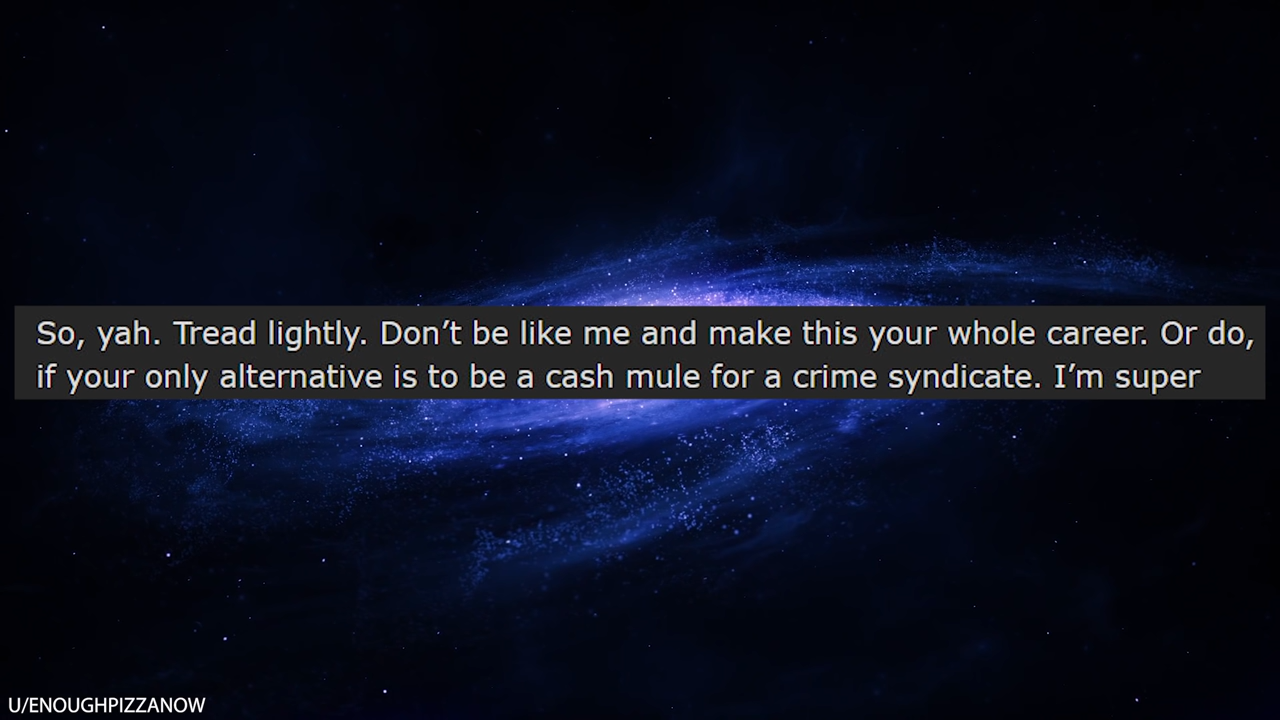 So, yah. Tread lightly. Don’t be like me and make this your whole career. Or do,
if your only alternative is to be a cash mule for a crime syndicate. I’m super
U/ENOUGHPIZZANOW